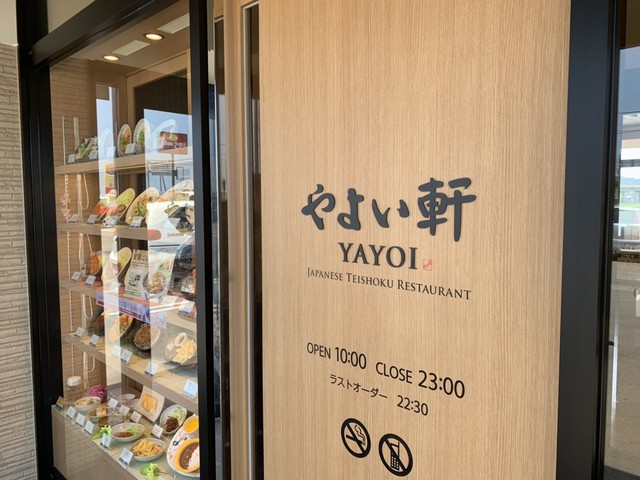 やよい軒
YAYOI
JAPANESE TEISHOKU RESTAURANT
OPEN 10:00 CLOSE 23:00
ラストオーダー 22:30